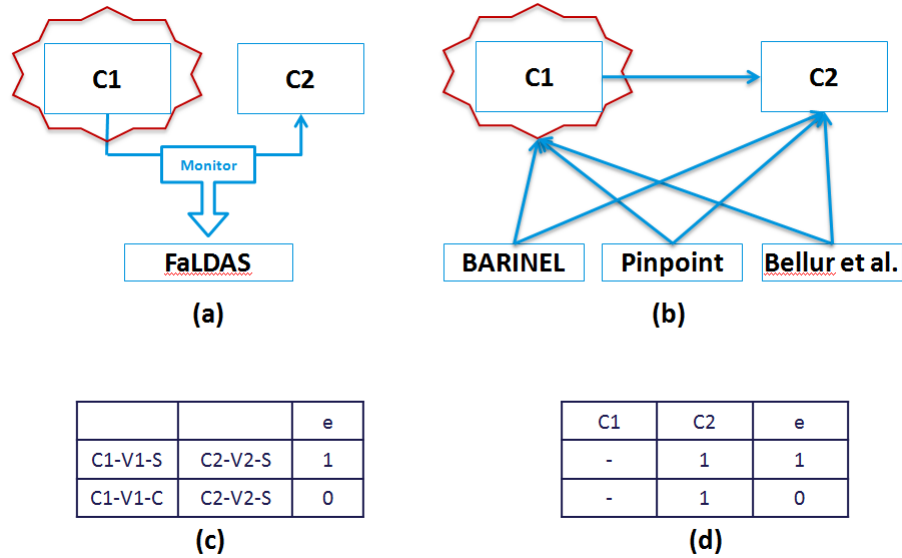 C1
C2
Monitor
FaLDAS
(a)
C1
C2
BARINEL
Pinpoint
Bellur et al.
(b)
e
C1-V1-S C2-V2-S 1
C1-V1-C C2-V2-S 0
(c)
C1 C2 e
- 1 1
- 1 0
(d)